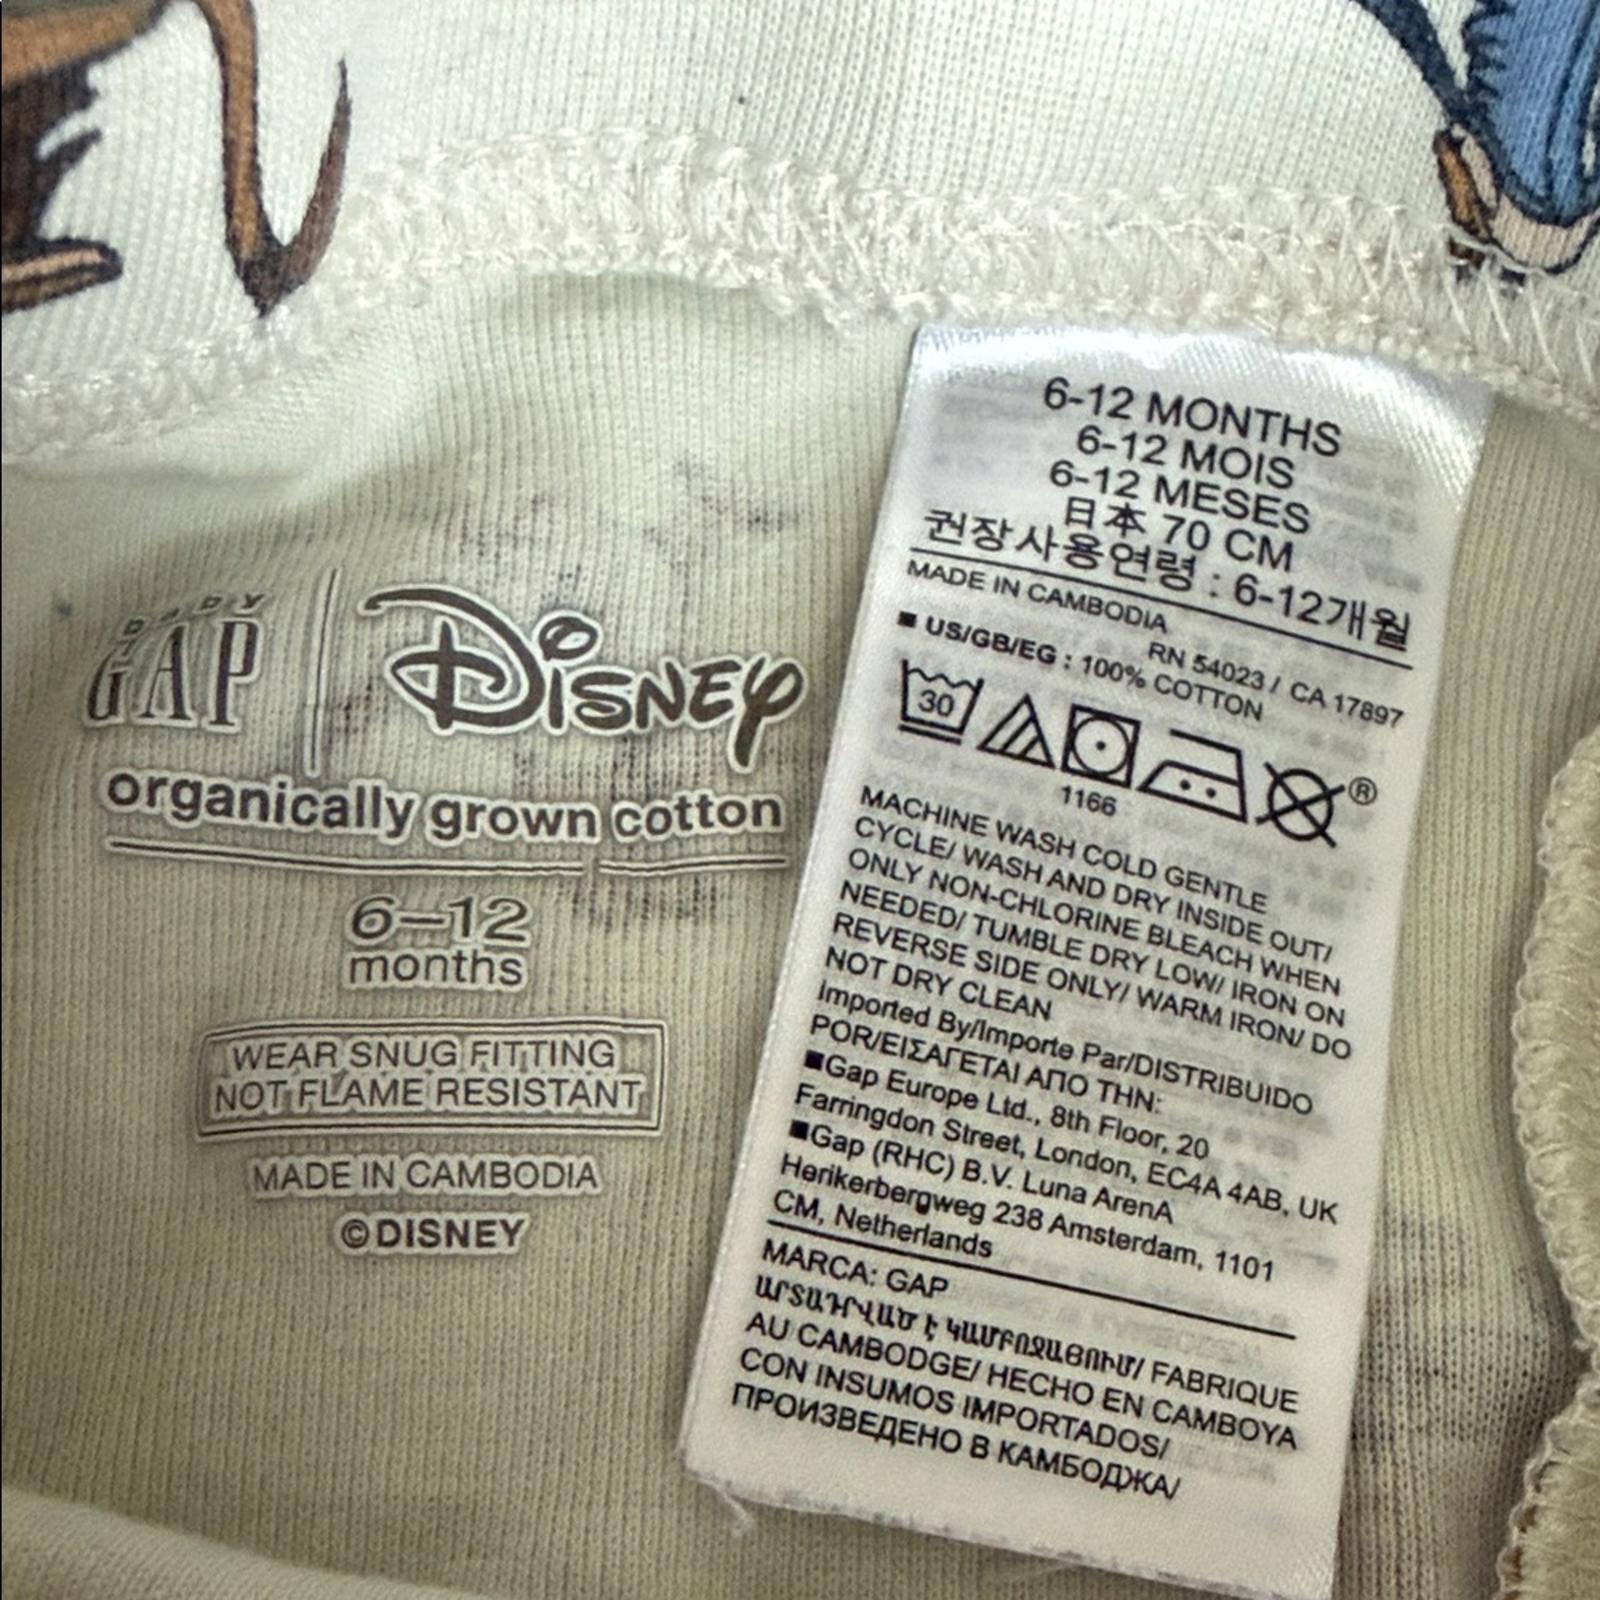 baby
GAP
Disney
organically grown cotton
6–12
months
WEAR SNUG FITTING
NOT FLAME RESISTANT
MADE IN CAMBODIA
©DISNEY
6-12 MONTHS
6-12 MOIS
6-12 MESES
日本 70 CM
권장사용연령 : 6-12개월
MADE IN CAMBODIA
RN 54023 / CA 17897
■ US/GB/EG : 100% COTTON
30
®
1166
MACHINE WASH COLD GENTLE
CYCLE/ WASH AND DRY INSIDE OUT/
ONLY NON-CHLORINE BLEACH WHEN
NEEDED/ TUMBLE DRY LOW/ IRON ON
REVERSE SIDE ONLY/ WARM IRON/ DO
NOT DRY CLEAN
Imported By/Importe Par/DISTRIBUIDO
POR/ΕΙΣΑΓΕΤΑΙ ΑΠΟ ΤΗΝ:
■Gap Europe Ltd., 8th Floor, 20
Farringdon Street, London, EC4A 4AB, UK
■Gap (RHC) B.V. Luna ArenA
Herikerbergweg 238 Amsterdam, 1101
CM, Netherlands
MARCA: GAP
ԱՐՏԱԴՐՎԱԾ Է ԿԱՄԲՈՋԱՅՈՒՄ/ FABRIQUE
AU CAMBODGE/ HECHO EN CAMBOYA
CON INSUMOS IMPORTADOS/
ПРОИЗВЕДЕНО В КАМБОДЖА/